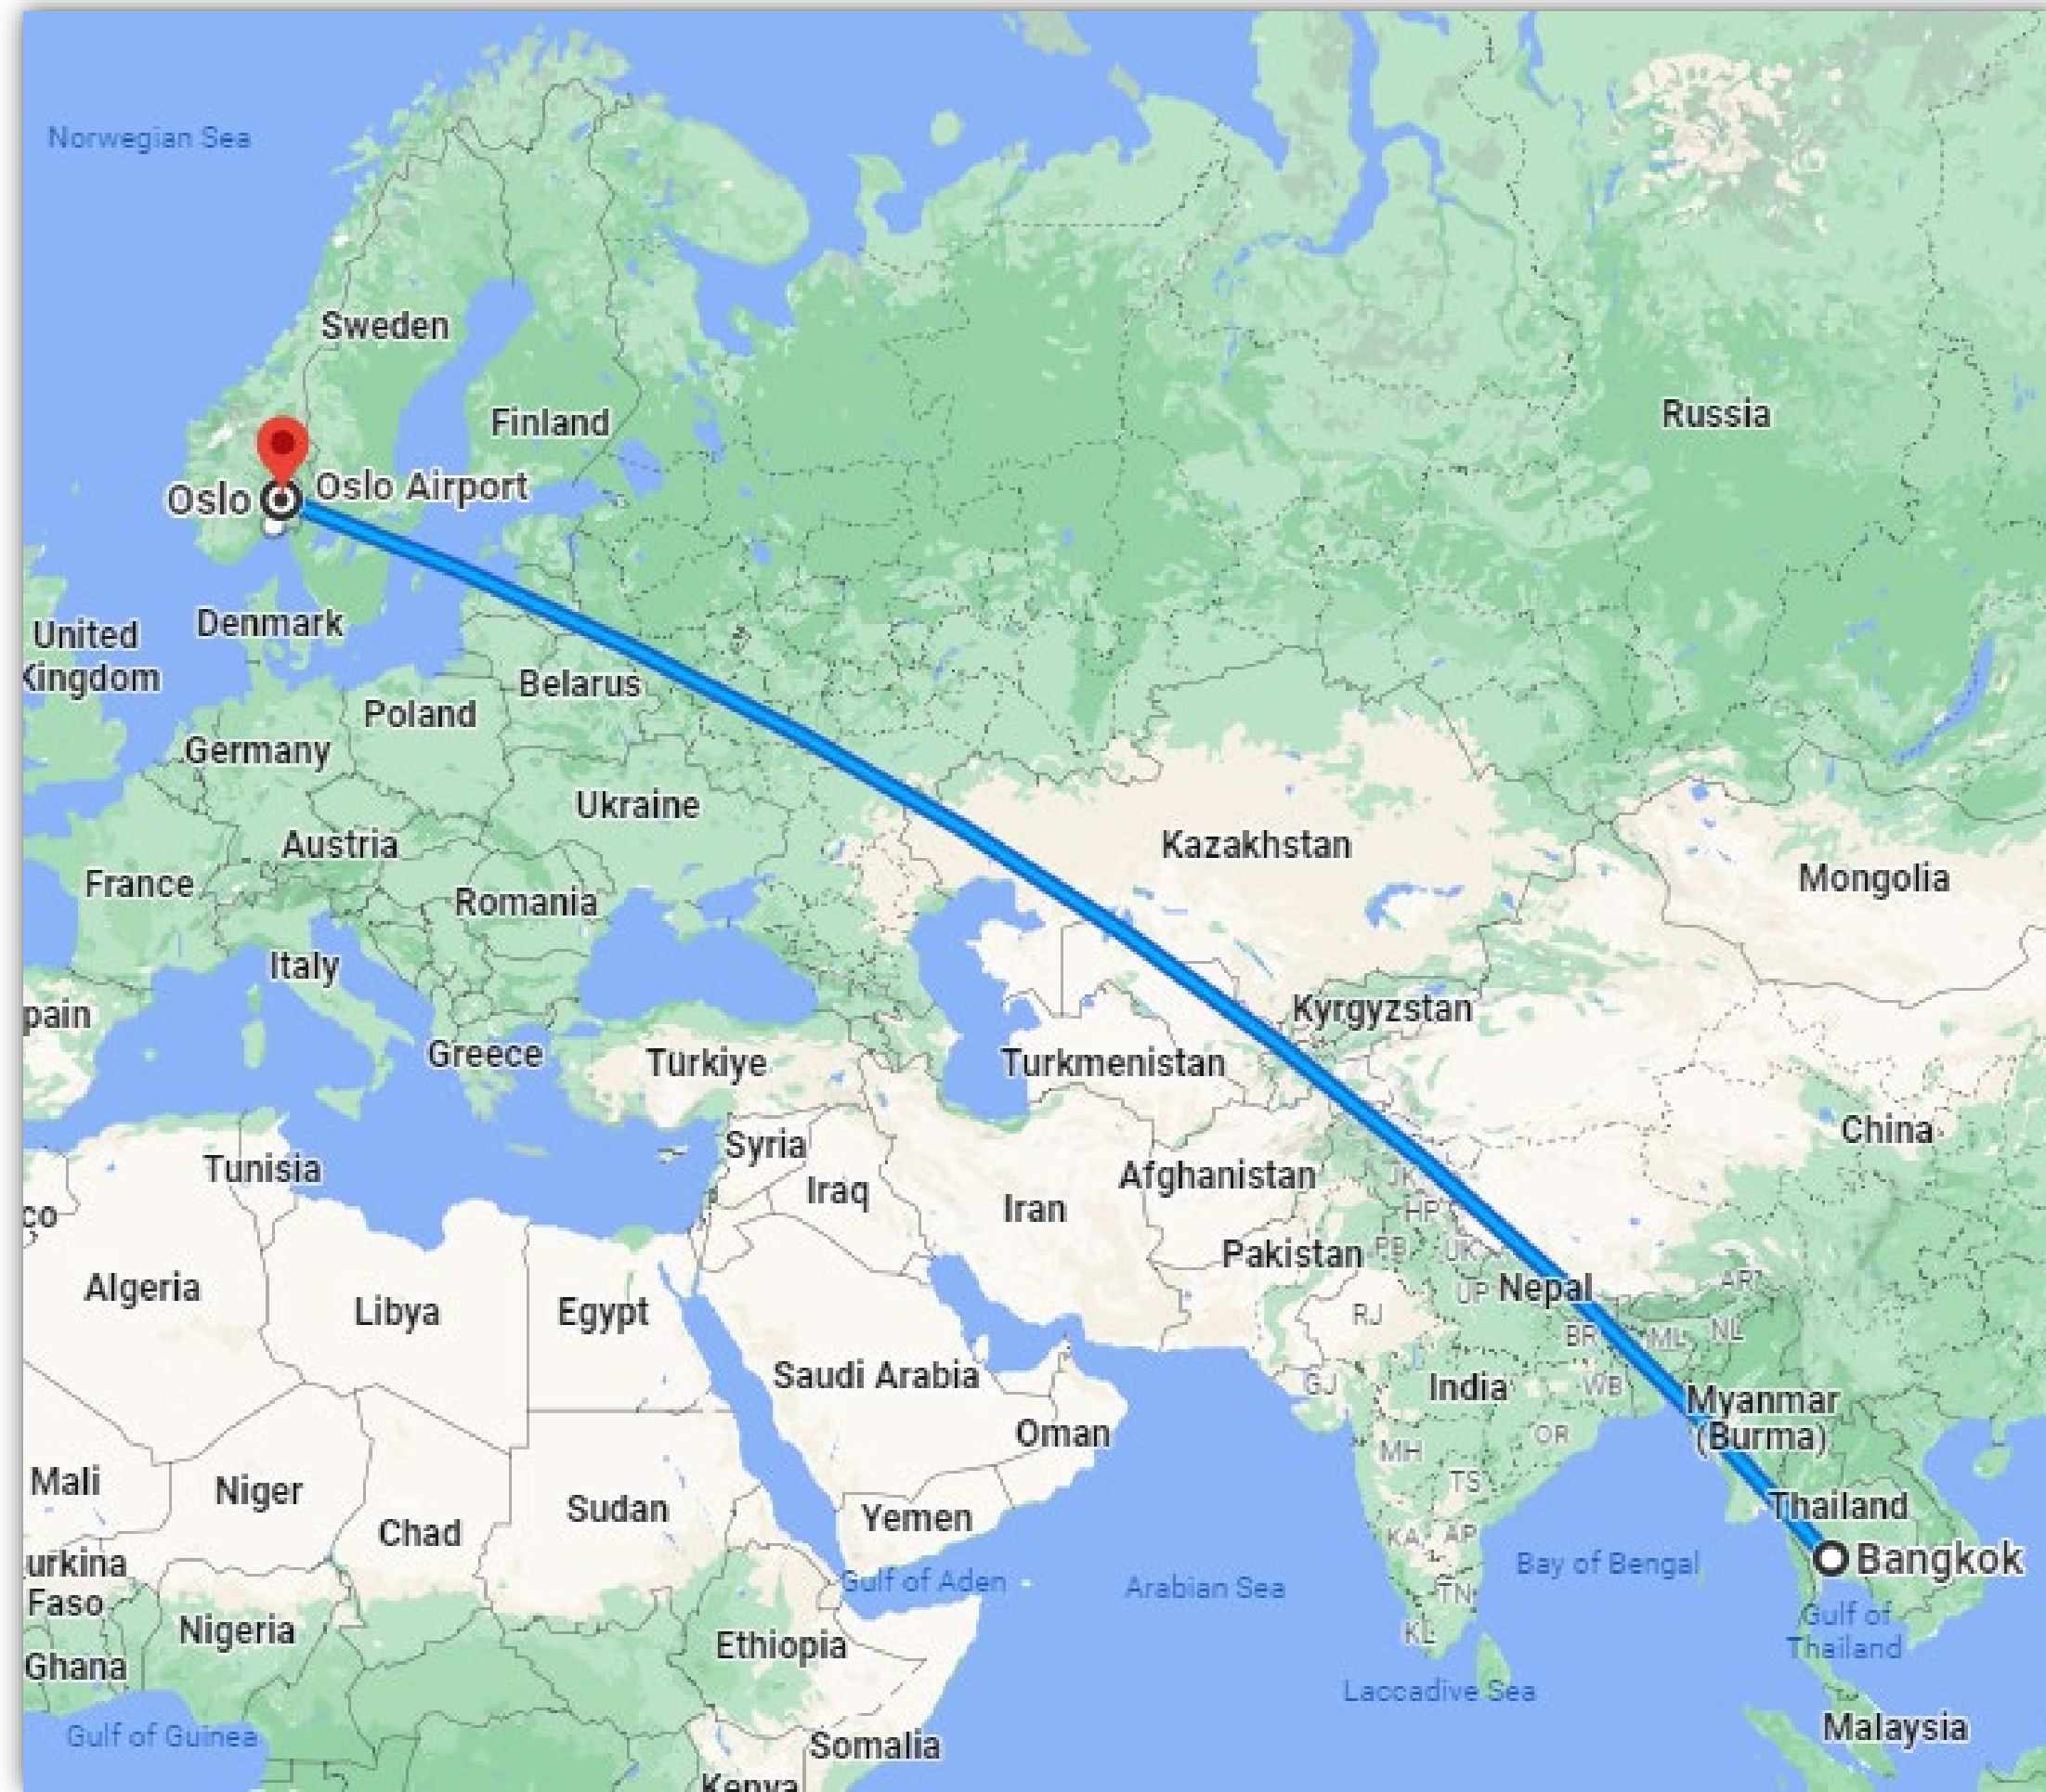 Norwegian Sea
Sweden
Finland
Russia
Oslo
Oslo Airport
United
Kingdom
Denmark
Belarus
Poland
Germany
Ukraine
Austria
Kazakhstan
France
Mongolia
Romania
Italy
pain
Kyrgyzstan
Greece
Türkiye
Turkmenistan
China
Syria
Tunisia
Afghanistan
JK
Iraq
Iran
HP
co
Pakistan
PB
UK
Algeria
Libya
Egypt
UP
Nepal
AR
RJ
BR
ML
NL
Saudi Arabia
GJ
India
WB
Myanmar
(Burma)
Oman
OR
MH
Mali
Niger
TS
Sudan
Thailand
Yemen
Chad
KA
AP
urkina
Faso
Bay of Bengal
Bangkok
Gulf of Aden
Arabian Sea
TN
Nigeria
KL
Gulf of
Thailand
Ethiopia
Ghana
Laccadive Sea
Gulf of Guinea
Malaysia
Somalia
Kenya